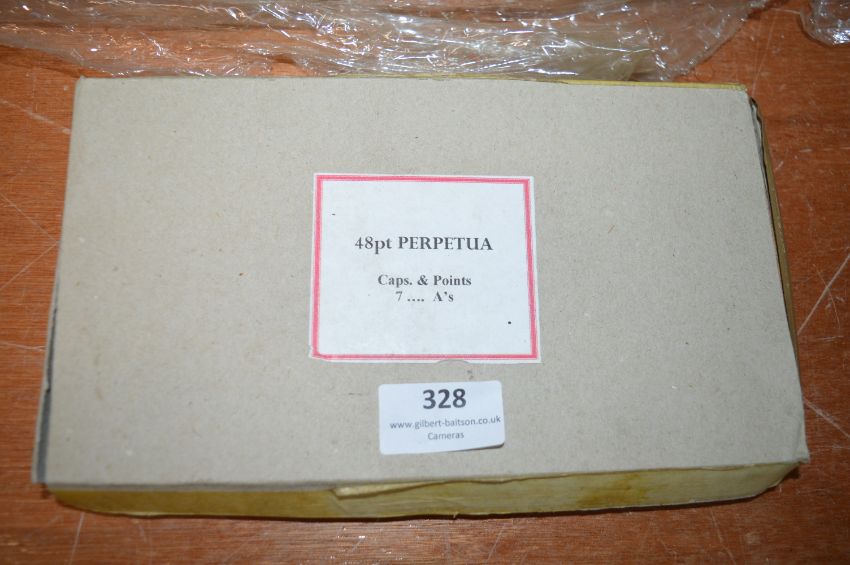 48pt PERPETUA
Caps. & Points
7 .... A's
328
www.gilbert-baitson.co.uk
Cameras